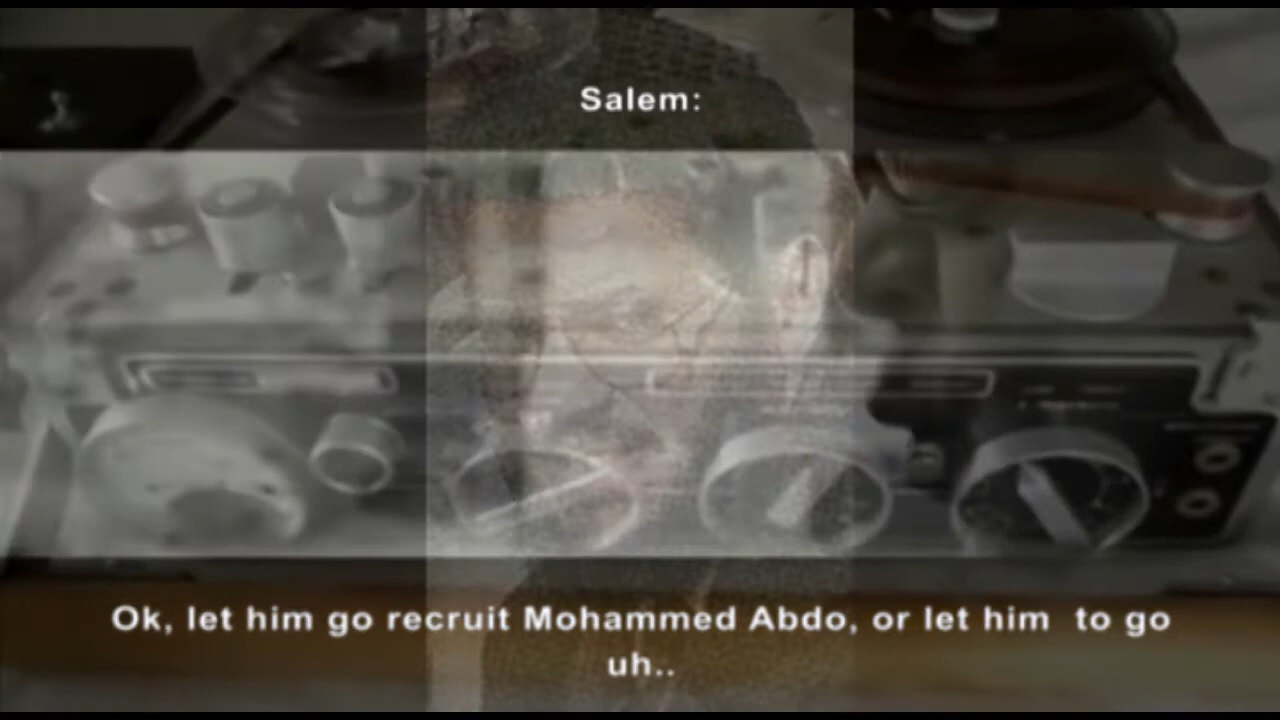 Salem:
Ok, let him go recruit Mohammed Abdo, or let him  to go
uh..